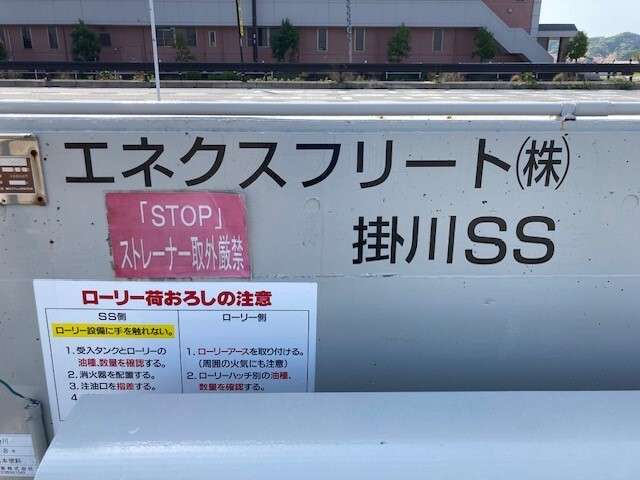 エネクスフリート(株)
掛川SS
「STOP」
ストレーナー取外厳禁
ローリー荷おろしの注意
SS側
ローリー設備に手を触れない。
1. 受入タンクとローリーの
油種、数量を確認する。
2. 消火器を配置する。
3. 注油口を指差する。
4
ローリー側
1. ローリーアースを取り付ける。
(周囲の火気にも注意)
2. ローリーハッチ別の油種、
数量を確認する。